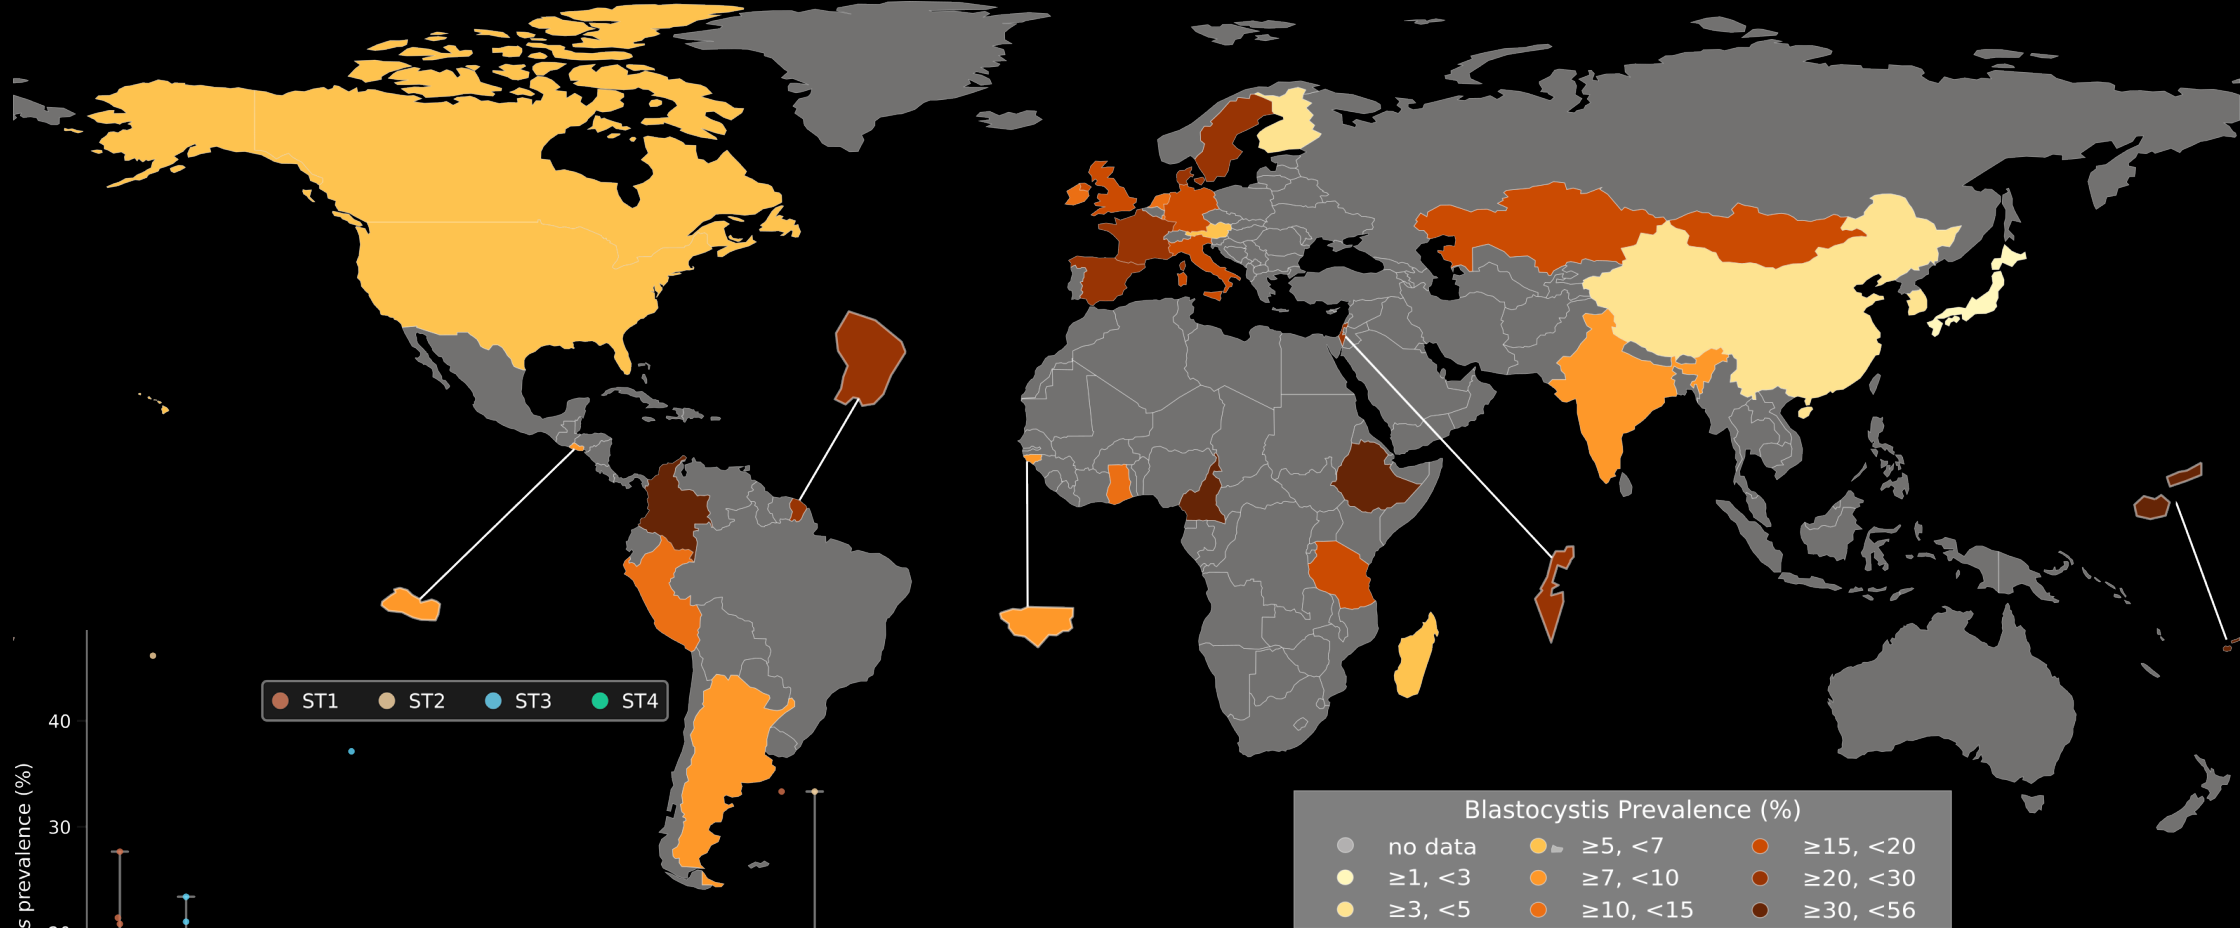 ST1 ST2 ST3 ST4
40
30
s prevalence (%)
Blastocystis Prevalence (%)
no data ≥5, <7 ≥15, <20
≥1, <3 ≥7, <10 ≥20, <30
≥3, <5 ≥10, <15 ≥30, <56